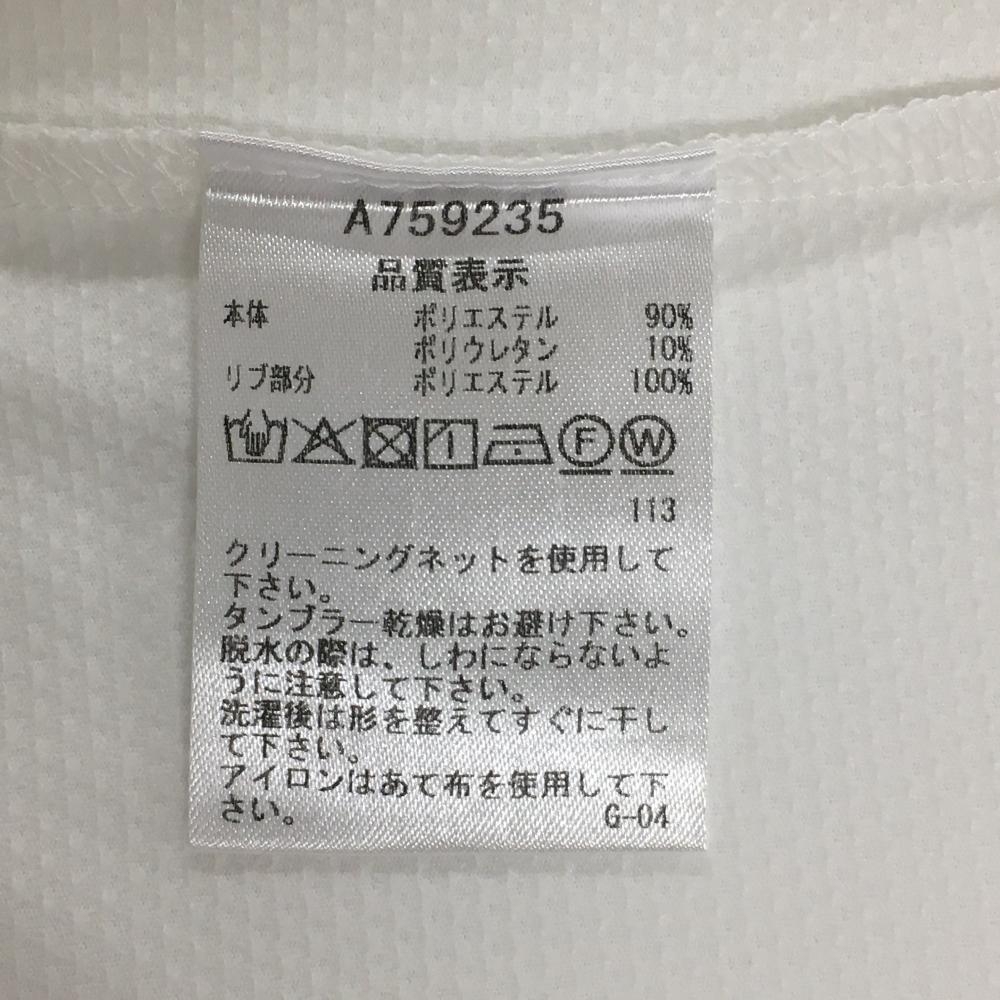 A759235
品質表示
本体 ポリエステル 90%
ポリウレタン 10%
リブ部分 ポリエステル 100%
F W
113
クリーニングネットを使用して
下さい。
タンブラー乾燥はお避け下さい。
脱水の際は、しわにならないよ
うに注意して下さい。
洗濯後は形を整えてすぐに干し
て下さい。
アイロンはあて布を使用して下
さい。 G-04